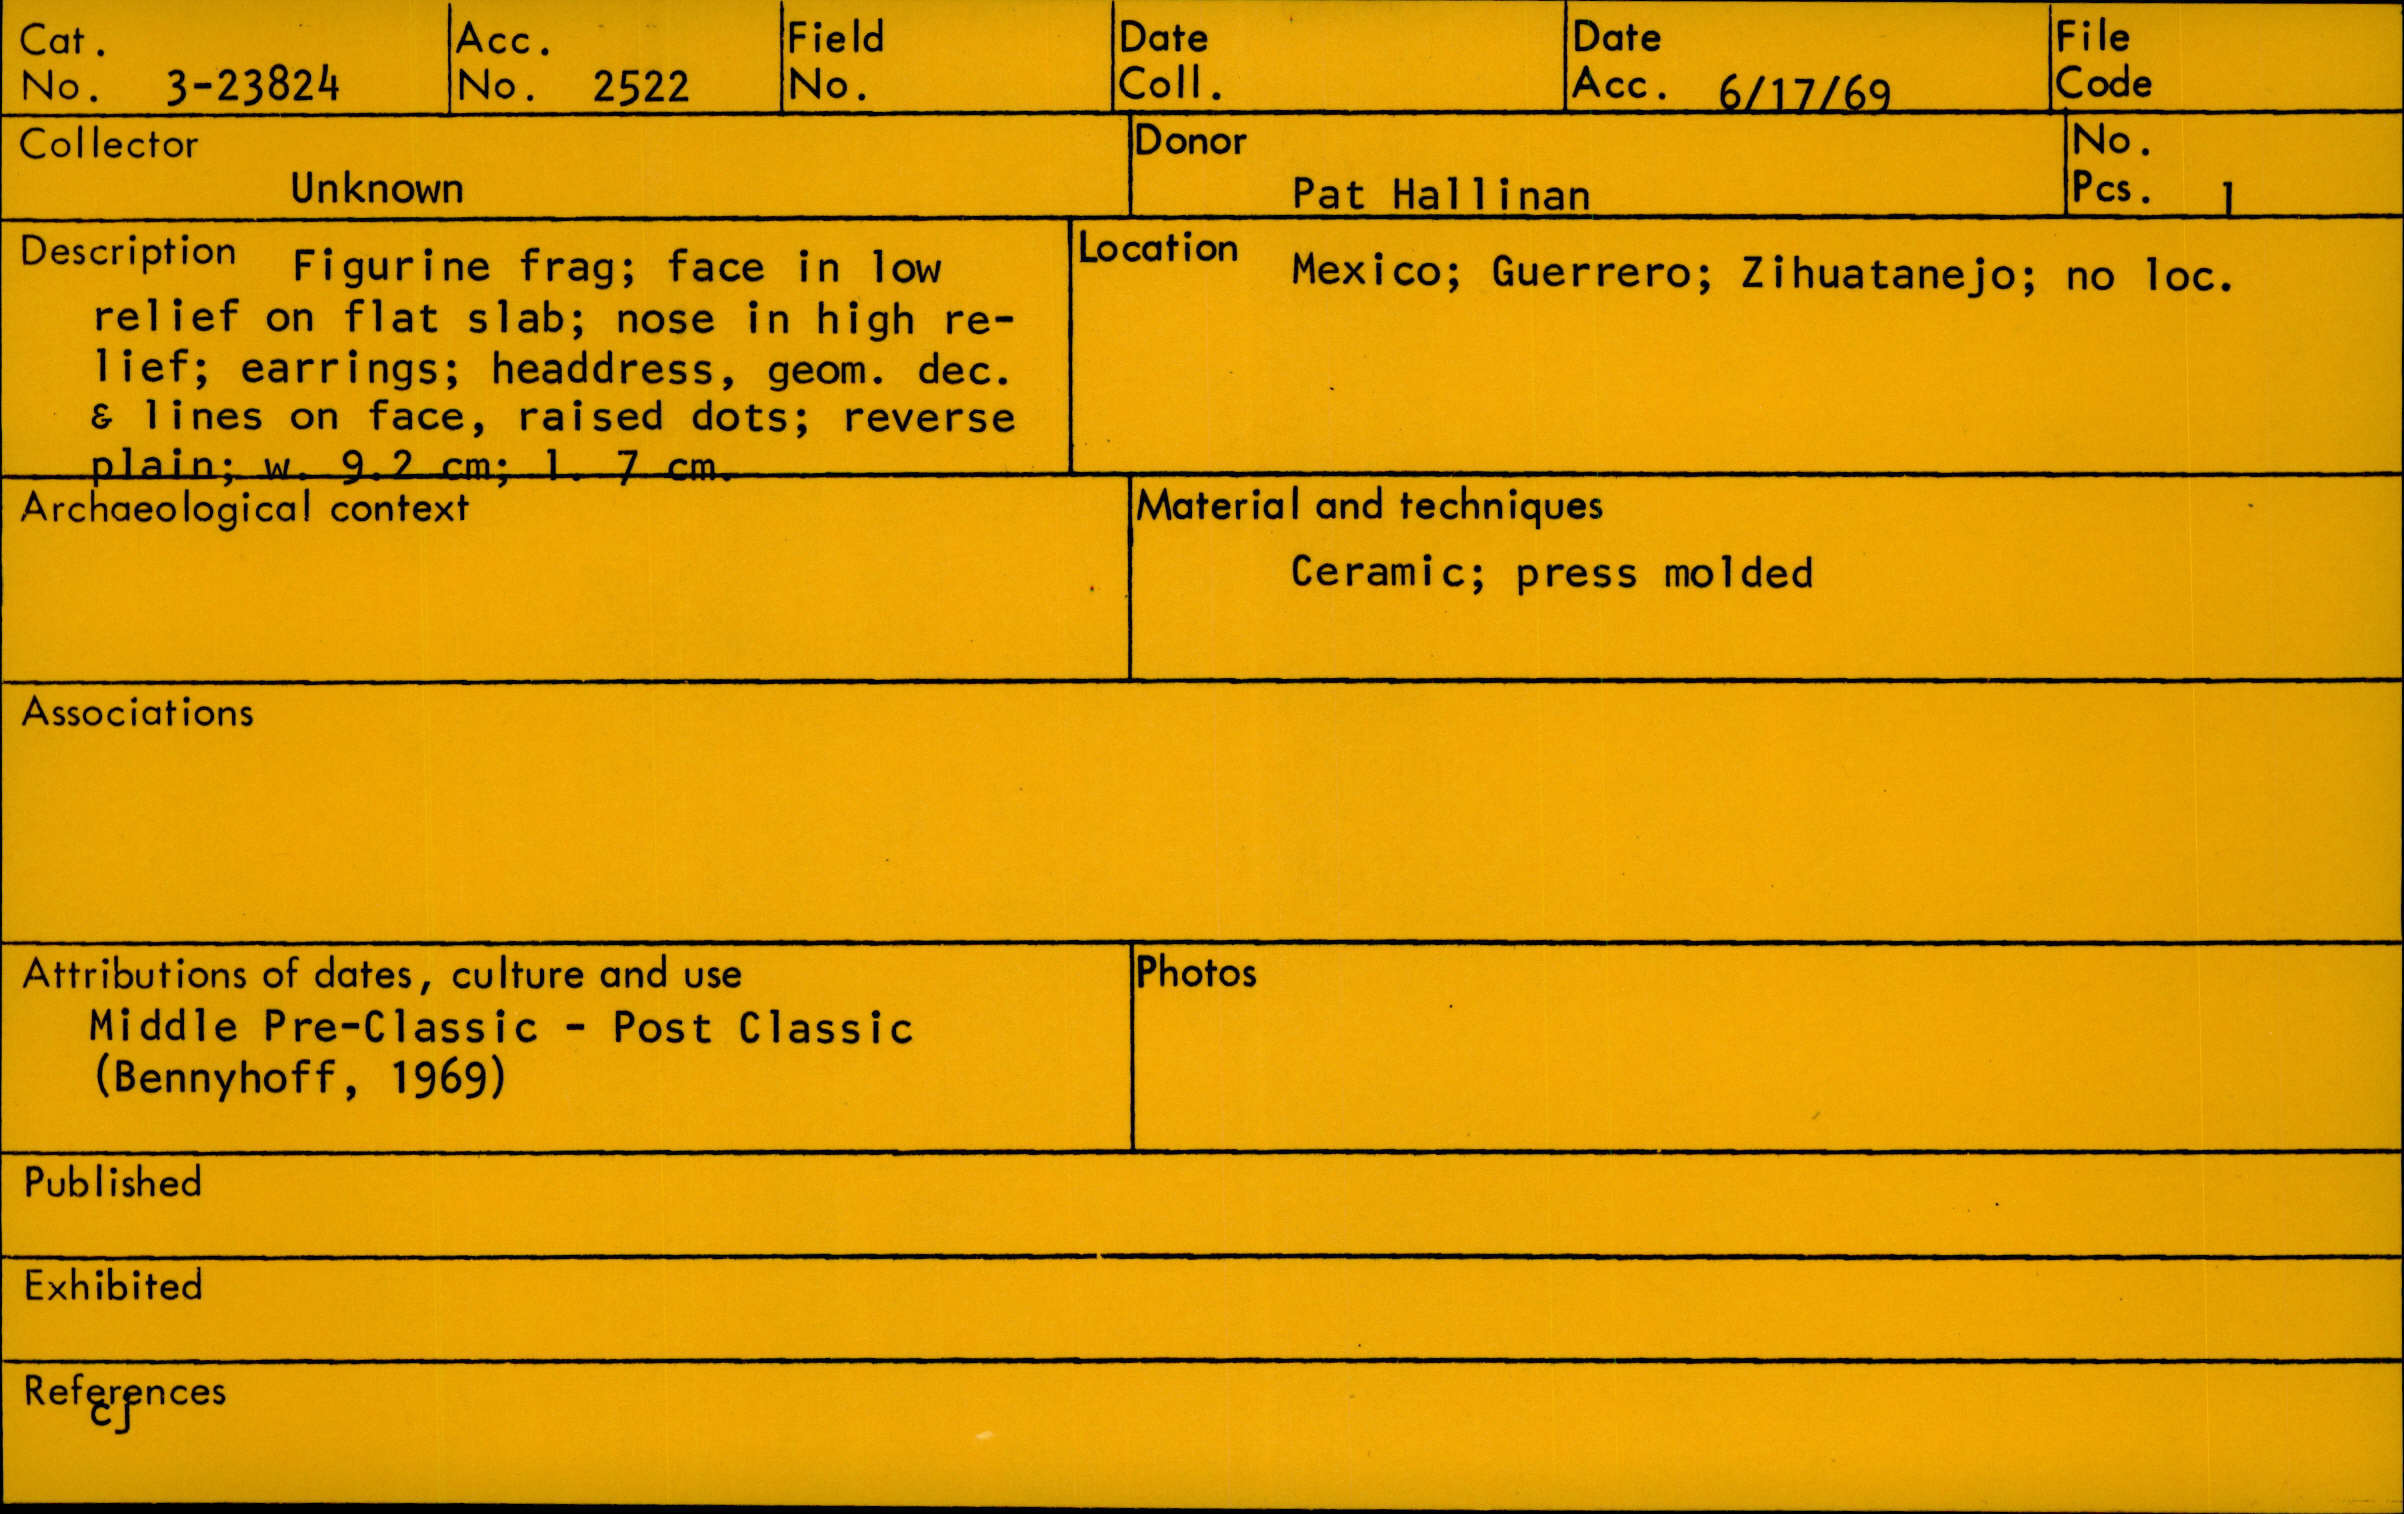 Cat. No. 3-23824
Acc. No. 2522
Field No.
Date Coll.
Date Acc. 6/17/69
File Code
Collector
Unknown
Donor
Pat Hallinan
No. Pcs. 1
Description Figurine frag; face in low
relief on flat slab; nose in high re-
lief; earrings; headdress, geom. dec.
& lines on face, raised dots; reverse
plain; w. 9.2 cm; l. 7 cm.
Location Mexico; Guerrero; Zihuatanejo; no loc.
Archaeological context
Material and techniques
Ceramic; press molded
Associations
Attributions of dates, culture and use
Middle Pre-Classic - Post Classic
(Bennyhoff, 1969)
Photos
Published
Exhibited
References
cj